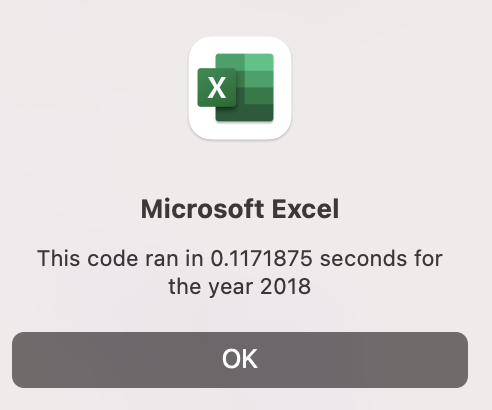 X
Microsoft Excel
This code ran in 0.1171875 seconds for
the year 2018
OK